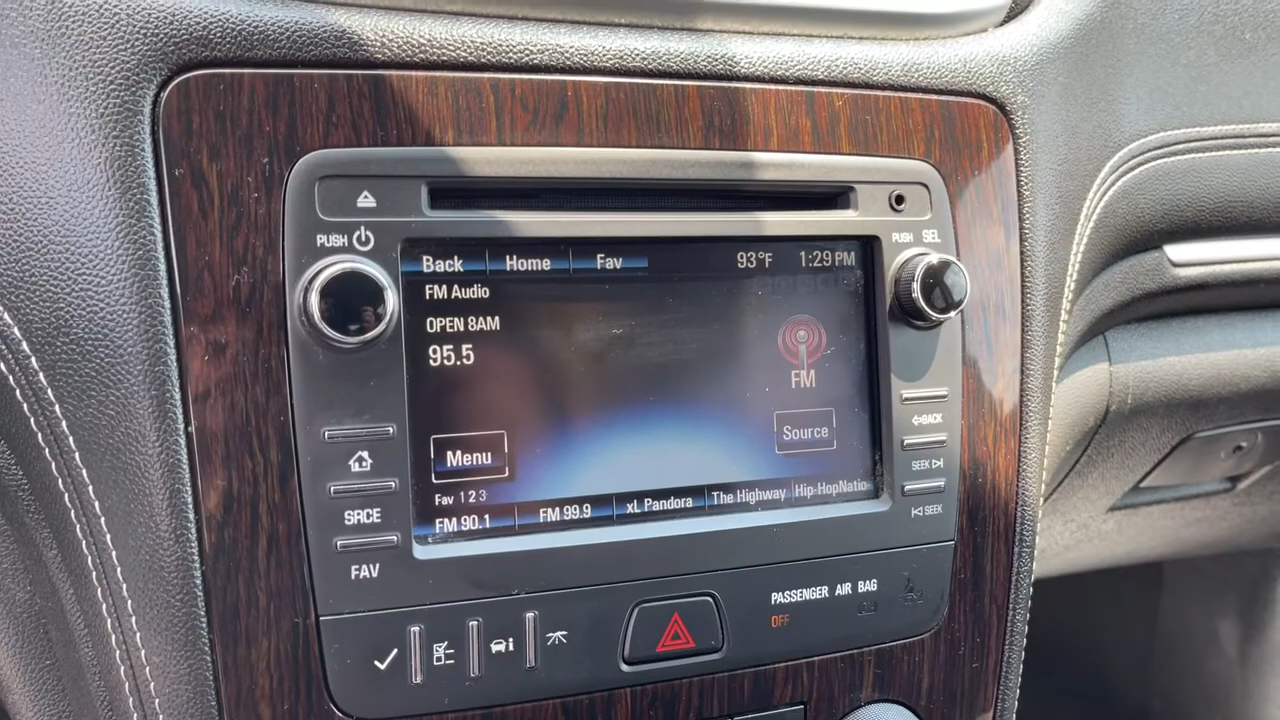 PUSH
PUSH SEL
Back Home Fav 93°F 1:29 PM
FM Audio
OPEN 8AM
95.5
FM
Source
Menu
Fav 1 2 3
FM 90.1 FM 99.9 xL Pandora The Highway Hip-HopNatio
BACK
SEEK
SEEK
SRCE
FAV
PASSENGER AIR BAG
OFF